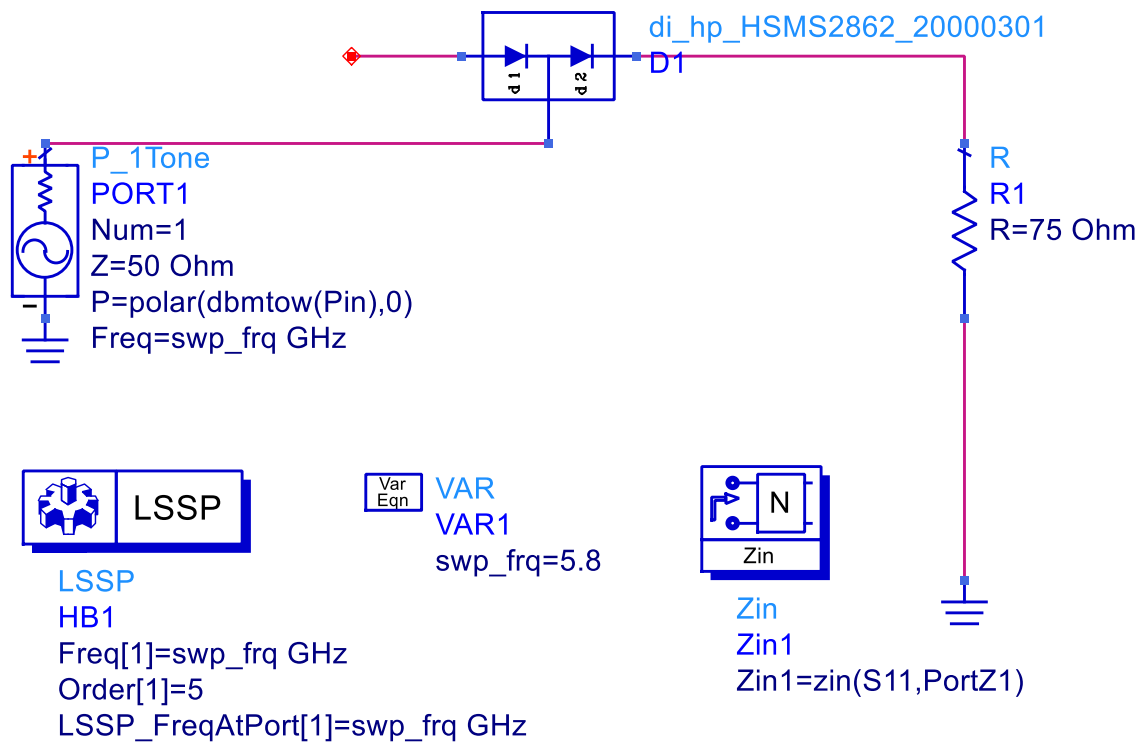 di_hp_HSMS2862_20000301
D1
d1
d2
+
P_1Tone
PORT1
Num=1
Z=50 Ohm
P=polar(dbmtow(Pin),0)
Freq=swp_frq GHz
–
R
R1
R=75 Ohm
LSSP
LSSP
HB1
Freq[1]=swp_frq GHz
Order[1]=5
LSSP_FreqAtPort[1]=swp_frq GHz
Var
Eqn
VAR
VAR1
swp_frq=5.8
N
Zin
Zin
Zin1
Zin1=zin(S11,PortZ1)